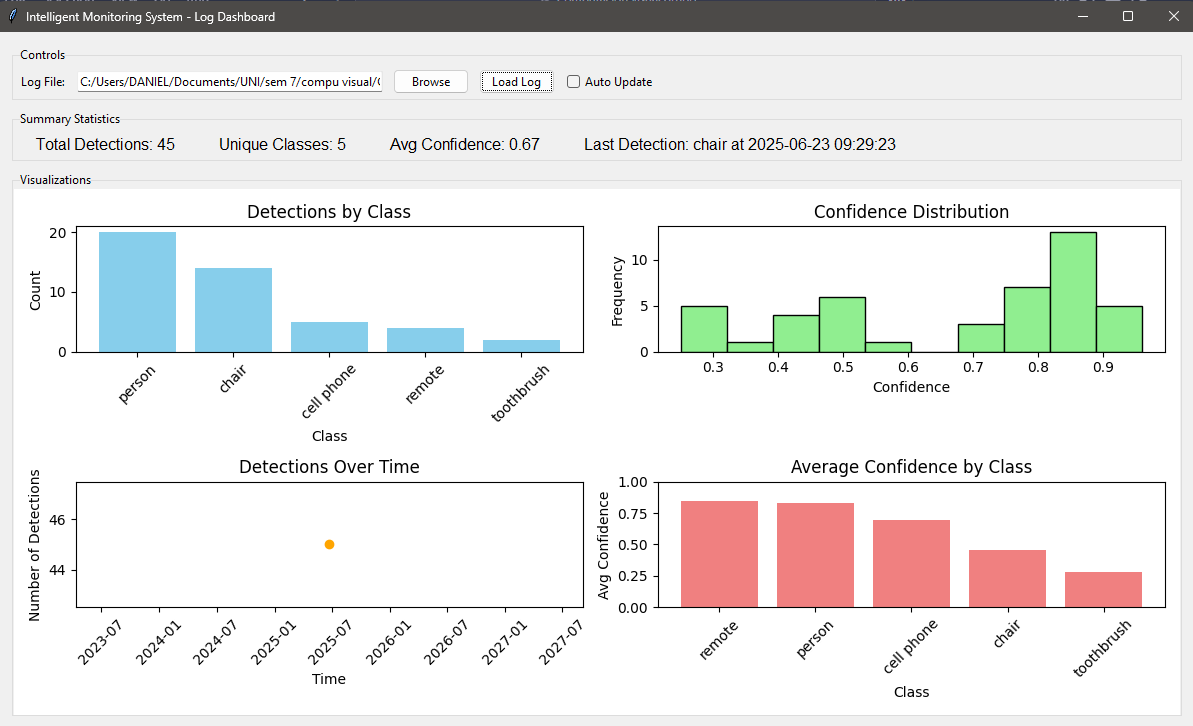 Intelligent Monitoring System - Log Dashboard
Controls
Log File: C:/Users/DANIEL/Documents/UNI/sem 7/compu visual/ Browse Load Log Auto Update
Summary Statistics
Total Detections: 45 Unique Classes: 5 Avg Confidence: 0.67 Last Detection: chair at 2025-06-23 09:29:23
Visualizations
Detections by Class
Count
20
10
0
person chair cell phone remote toothbrush
Class
Confidence Distribution
Frequency
10
5
0
0.3 0.4 0.5 0.6 0.7 0.8 0.9
Confidence
Detections Over Time
Number of Detections
46
44
2023-07 2024-01 2024-07 2025-01 2025-07 2026-01 2026-07 2027-01 2027-07
Time
Average Confidence by Class
Avg Confidence
1.00
0.75
0.50
0.25
0.00
remote person cell phone chair toothbrush
Class